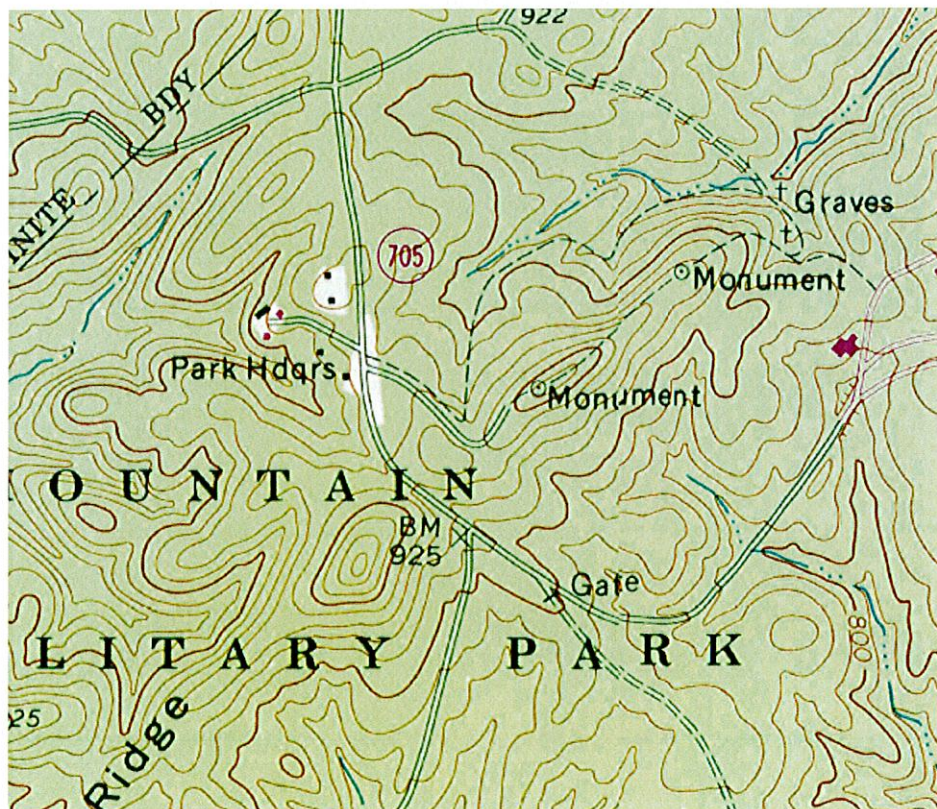 922
BDY
INITE
705
Graves
Monument
Park Hdqrs
Monument
OUNTAIN
BM
925
Gate
LITARY PARK
800
25
Ridge